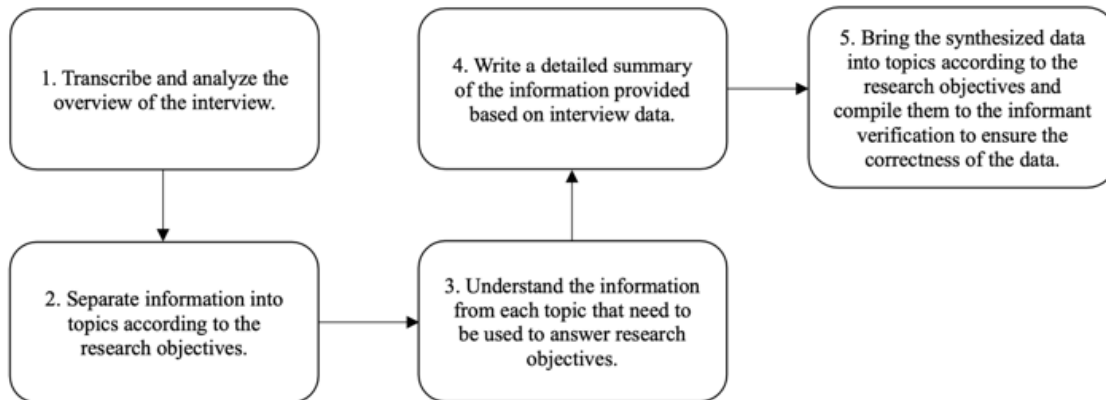 1. Transcribe and analyze the
overview of the interview.
2. Separate information into
topics according to the
research objectives.
3. Understand the information
from each topic that need to
be used to answer research
objectives.
4. Write a detailed summary
of the information provided
based on interview data.
5. Bring the synthesized data
into topics according to the
research objectives and
compile them to the informant
verification to ensure the
correctness of the data.